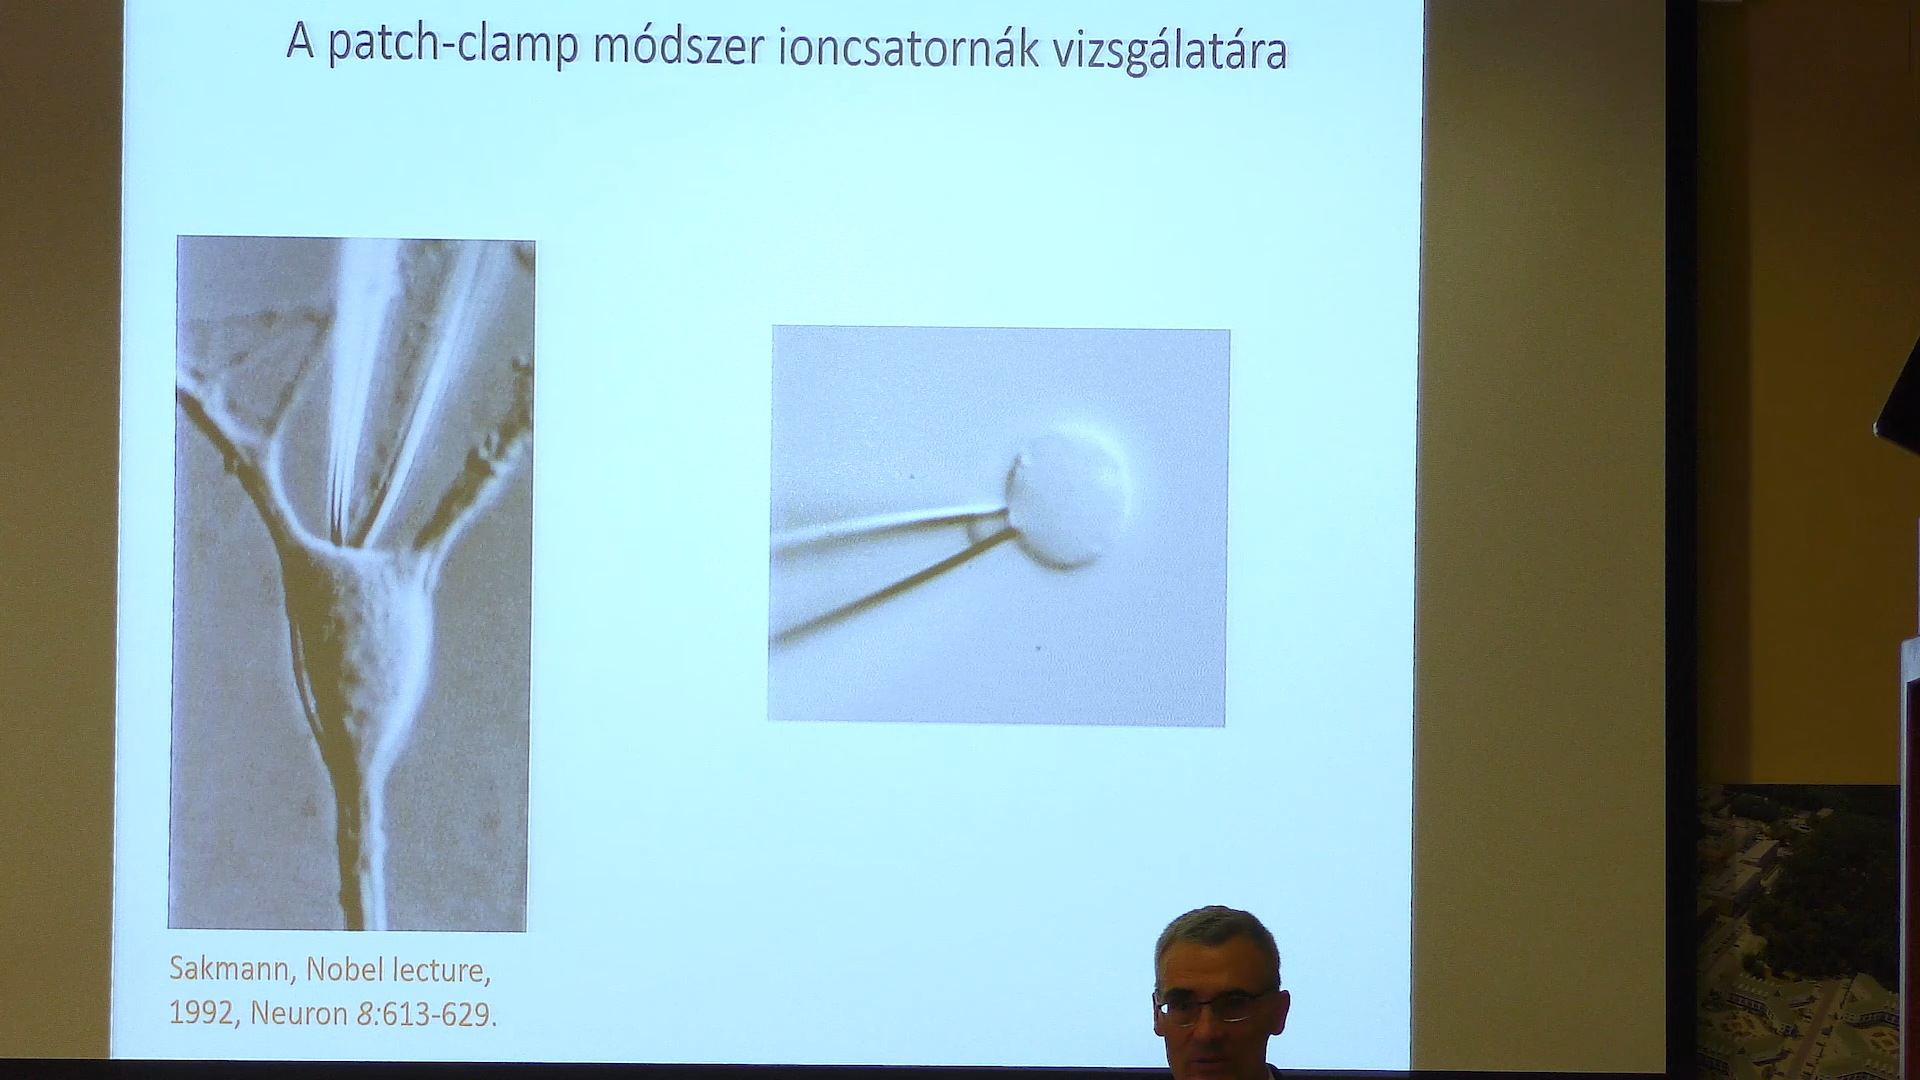 A patch-clamp módszer ioncsatornák vizsgálatára
Sakmann, Nobel lecture,
1992, Neuron 8:613-629.